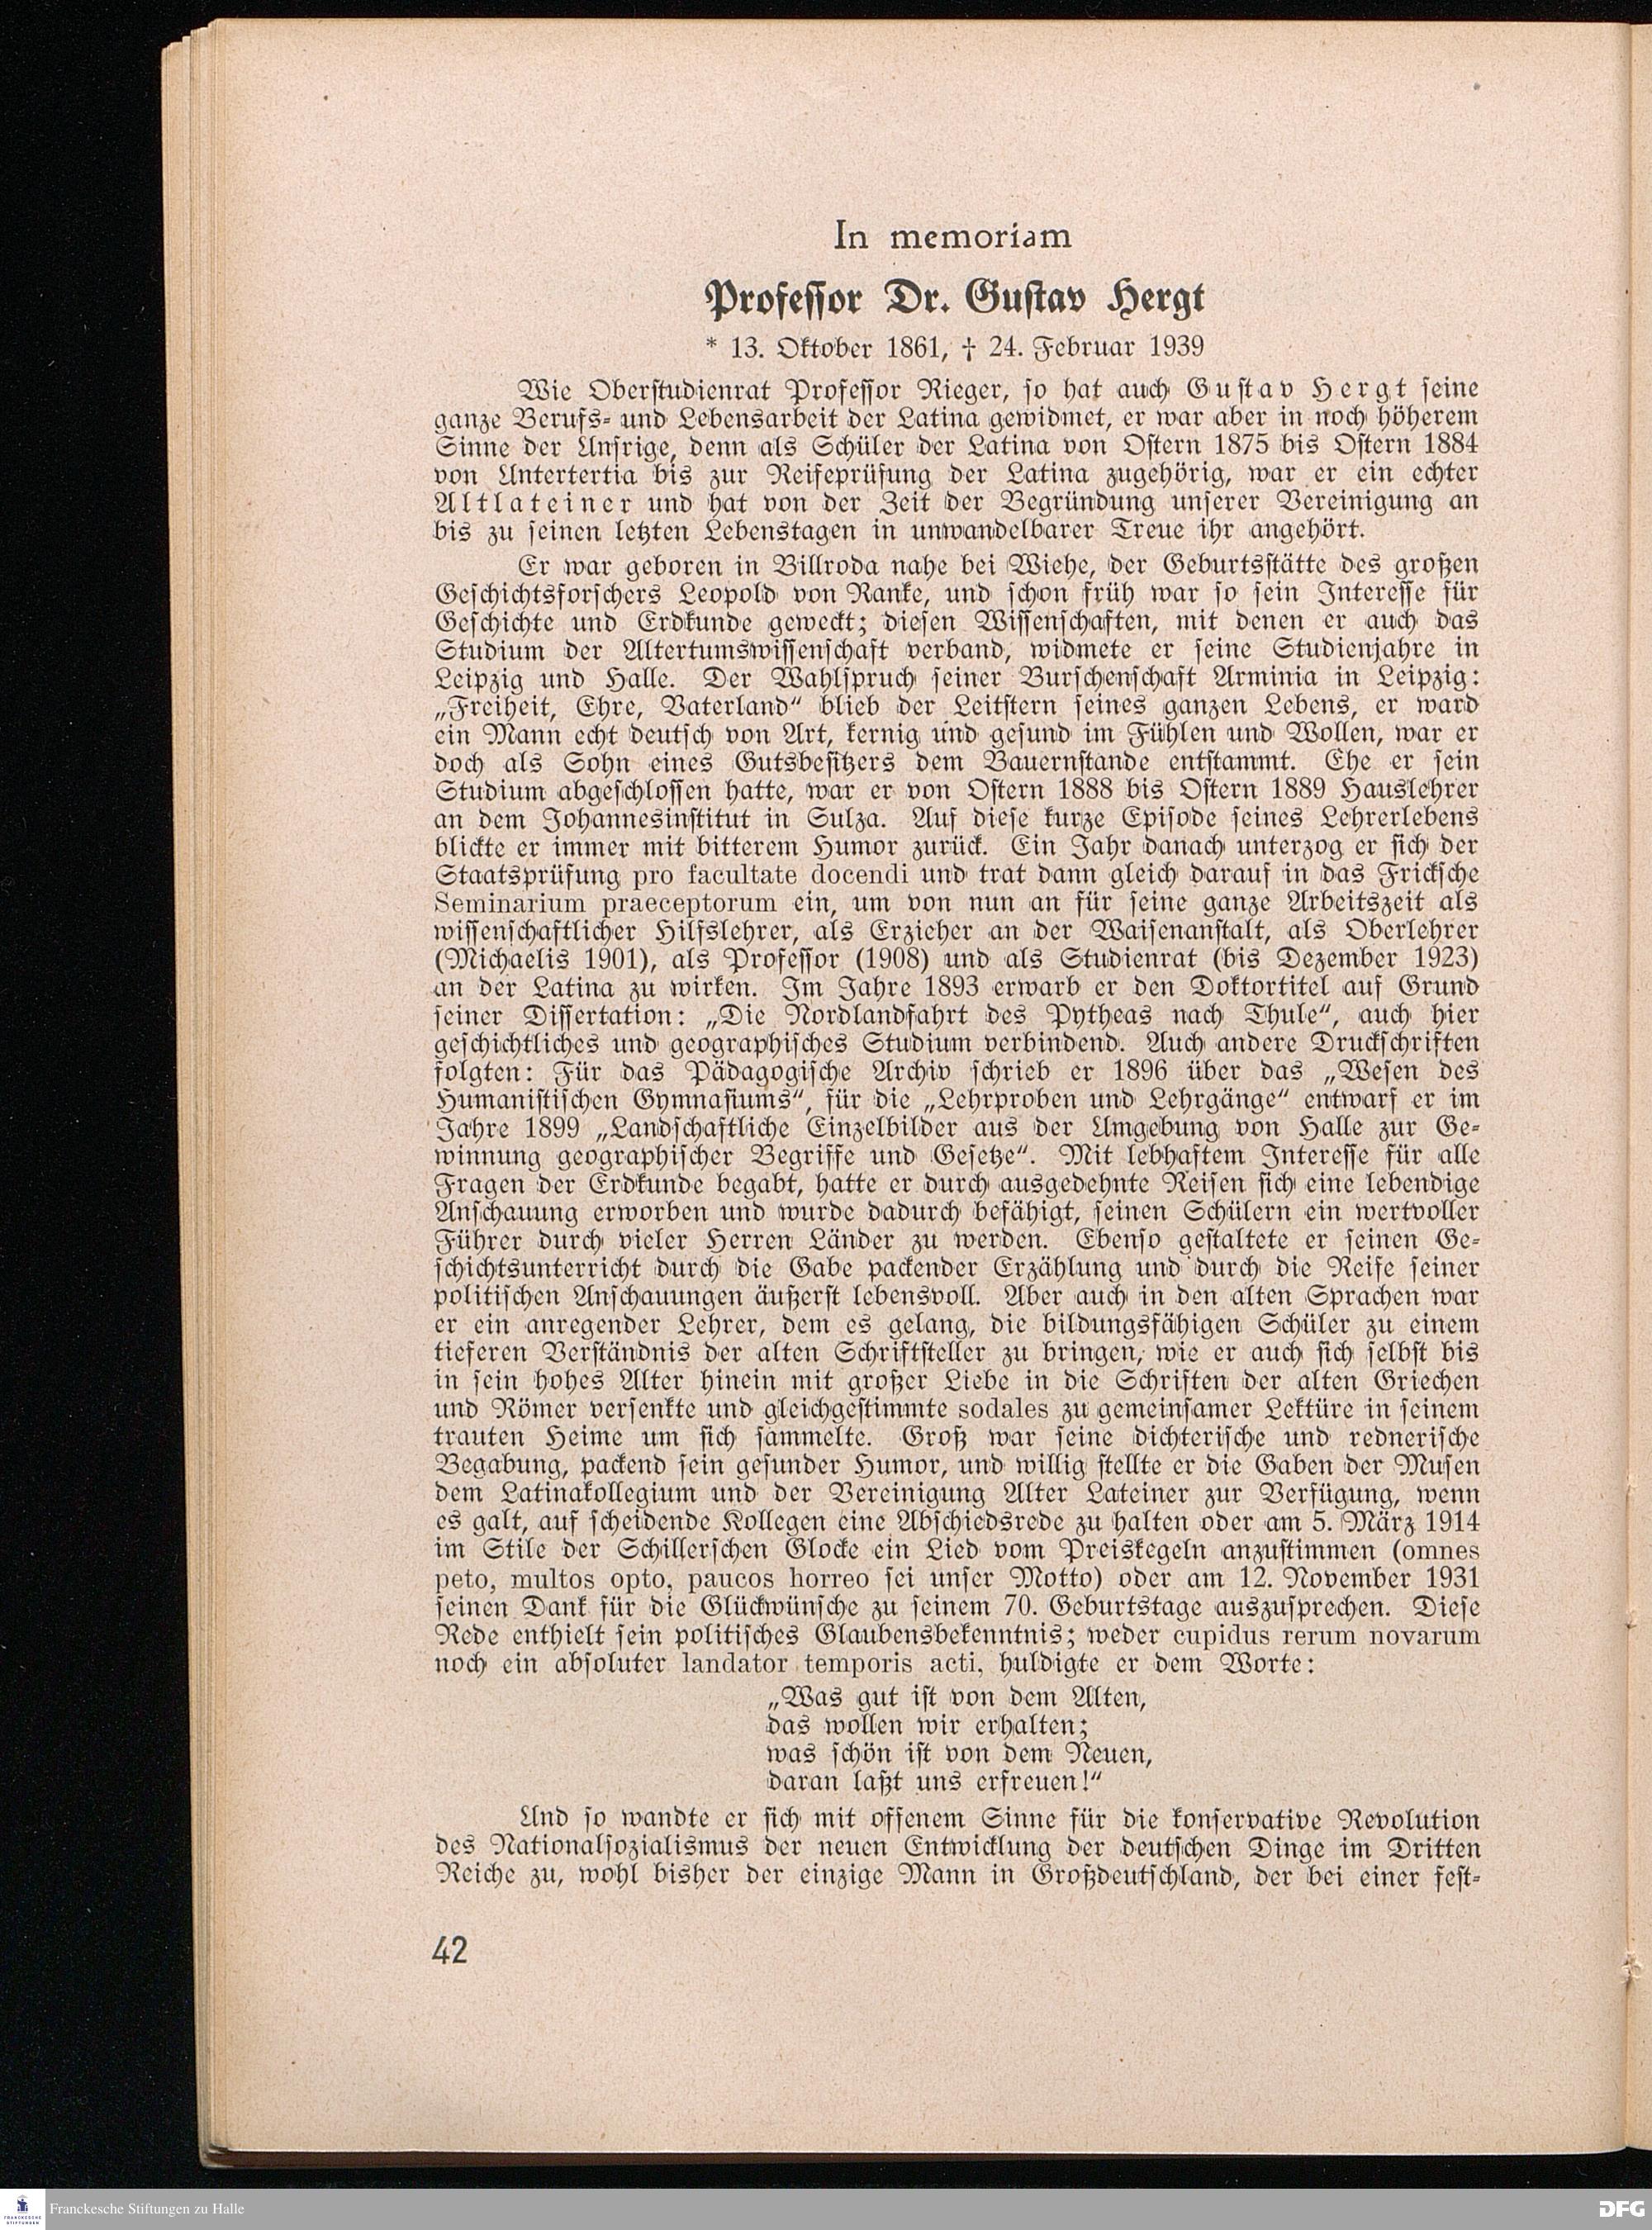 In memoriam
Professor Dr. Gustav Hergt
* 13. Oktober 1861, † 24. Februar 1939
Wie Oberstudienrat Professor Rieger, so hat auch Gustav Hergt seine
ganze Berufs- und Lebensarbeit der Latina gewidmet, er war aber in noch höherem
Sinne der Unsrige, denn als Schüler der Latina von Ostern 1875 bis Ostern 1884
von Untertertia bis zur Reifeprüfung der Latina zugehörig, war er ein echter
Altlateiner und hat von der Zeit der Begründung unserer Vereinigung an
bis zu seinen letzten Lebenstagen in unwandelbarer Treue ihr angehört.
Er war geboren in Billroda nahe bei Wiehe, der Geburtsstätte des großen
Geschichtsforschers Leopold von Ranke, und schon früh war so sein Interesse für
Geschichte und Erdkunde geweckt; diesen Wissenschaften, mit denen er auch das
Studium der Altertumswissenschaft verband, widmete er seine Studienjahre in
Leipzig und Halle. Der Wahlspruch seiner Burschenschaft Arminia in Leipzig:
„Freiheit, Ehre, Vaterland“ blieb der Leitstern seines ganzen Lebens, er ward
ein Mann echt deutsch von Art, kernig und gesund im Fühlen und Wollen, war er
doch als Sohn eines Gutsbesitzers dem Bauernstande entstammt. Ehe er sein
Studium abgeschlossen hatte, war er von Ostern 1888 bis Ostern 1889 Hauslehrer
an dem Johannesinstitut in Sulza. Auf diese kurze Episode seines Lehrerlebens
blickte er immer mit bitterem Humor zurück. Ein Jahr danach unterzog er sich der
Staatsprüfung pro facultate docendi und trat dann gleich darauf in das Fricksche
Seminarium praeceptorum ein, um von nun an für seine ganze Arbeitszeit als
wissenschaftlicher Hilfslehrer, als Erzieher an der Waisenanstalt, als Oberlehrer
(Michaelis 1901), als Professor (1908) und als Studienrat (bis Dezember 1923)
an der Latina zu wirken. Im Jahre 1893 erwarb er den Doktortitel auf Grund
seiner Dissertation: „Die Nordlandfahrt des Pytheas nach Thule“, auch hier
geschichtliches und geographisches Studium verbindend. Auch andere Druckschriften
folgten: Für das Pädagogische Archiv schrieb er 1896 über das „Wesen des
Humanistischen Gymnasiums“, für die „Lehrproben und Lehrgänge“ entwarf er im
Jahre 1899 „Landschaftliche Einzelbilder aus der Umgebung von Halle zur Ge-
winnung geographischer Begriffe und Gesetze“. Mit lebhaftem Interesse für alle
Fragen der Erdkunde begabt, hatte er durch ausgedehnte Reisen sich eine lebendige
Anschauung erworben und wurde dadurch befähigt, seinen Schülern ein wertvoller
Führer durch vieler Herren Länder zu werden. Ebenso gestaltete er seinen Ge-
schichtsunterricht durch die Gabe packender Erzählung und durch die Reife seiner
politischen Anschauungen äußerst lebensvoll. Aber auch in den alten Sprachen war
er ein anregender Lehrer, dem es gelang, die bildungsfähigen Schüler zu einem
tieferen Verständnis der alten Schriftsteller zu bringen, wie er auch sich selbst bis
in sein hohes Alter hinein mit großer Liebe in die Schriften der alten Griechen
und Römer versenkte und gleichgestimmte sodales zu gemeinsamer Lektüre in seinem
trauten Heime um sich sammelte. Groß war seine dichterische und rednerische
Begabung, packend sein gesunder Humor, und willig stellte er die Gaben der Musen
dem Latinakollegium und der Vereinigung Alter Lateiner zur Verfügung, wenn
es galt, auf scheidende Kollegen eine Abschiedsrede zu halten oder am 5. März 1914
im Stile der Schillerschen Glocke ein Lied vom Preiskegeln anzustimmen (omnes
peto, multos opto, paucos horreo sei unser Motto) oder am 12. November 1931
seinen Dank für die Glückwünsche zu seinem 70. Geburtstage auszusprechen. Diese
Rede enthielt sein politisches Glaubensbekenntnis; weder cupidus rerum novarum
noch ein absoluter landator temporis acti, huldigte er dem Worte:
„Was gut ist von dem Alten,
das wollen wir erhalten;
was schön ist von dem Neuen,
daran laßt uns erfreuen!“
Und so wandte er sich mit offenem Sinne für die konservative Revolution
des Nationalsozialismus der neuen Entwicklung der deutschen Dinge im Dritten
Reiche zu, wohl bisher der einzige Mann in Großdeutschland, der bei einer fest-
42
FRANCKESCHE
STIFTUNGEN
Franckesche Stiftungen zu Halle
DFG